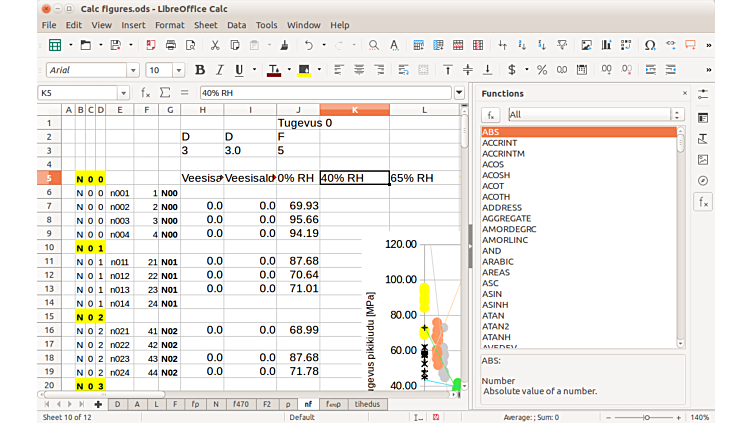 Calc figures.ods - LibreOffice Calc
File Edit View Insert Format Sheet Data Tools Window Help
Arial 10
K5 40% RH
A B C D E F G H I J K L
1 Tugevus 0
2 D D F
3 3 3.0 5
4
5 N 0 0 Veesisa Veesisald 0% RH 40% RH 65% RH
6 N 0 0 n001 1 N00
7 N 0 0 n002 2 N00 0.0 0.0 69.93
8 N 0 0 n003 3 N00 0.0 0.0 95.66
9 N 0 0 n004 4 N00 0.0 0.0 94.19
10 N 0 1
11 N 0 1 n011 21 N01 0.0 0.0 87.68
12 N 0 1 n012 22 N01 0.0 0.0 70.64
13 N 0 1 n013 23 N01 0.0 0.0 71.01
14 N 0 1 n014 24 N01
15 N 0 2
16 N 0 2 n021 41 N02 0.0 0.0 68.99
17 N 0 2 n022 42 N02
18 N 0 2 n023 43 N02 0.0 0.0 87.68
19 N 0 2 n024 44 N02 0.0 0.0 71.78
20 N 0 3
120.00
100.00
80.00
60.00
40.00
ugevus pikikiudu [MPa]
D A L F fρ N f470 F2 ρ nf tihedus
Sheet 10 of 12 Default Average: ; Sum: 0 140%
Functions
All
ABS
ACCRINT
ACCRINTM
ACOS
ACOSH
ACOT
ACOTH
ADDRESS
AGGREGATE
AMORDEGRC
AMORLINC
AND
ARABIC
AREAS
ASC
ASIN
ASINH
ATAN
ATAN2
ATANH
AVEDEV
ABS:
Number
Absolute value of a number.